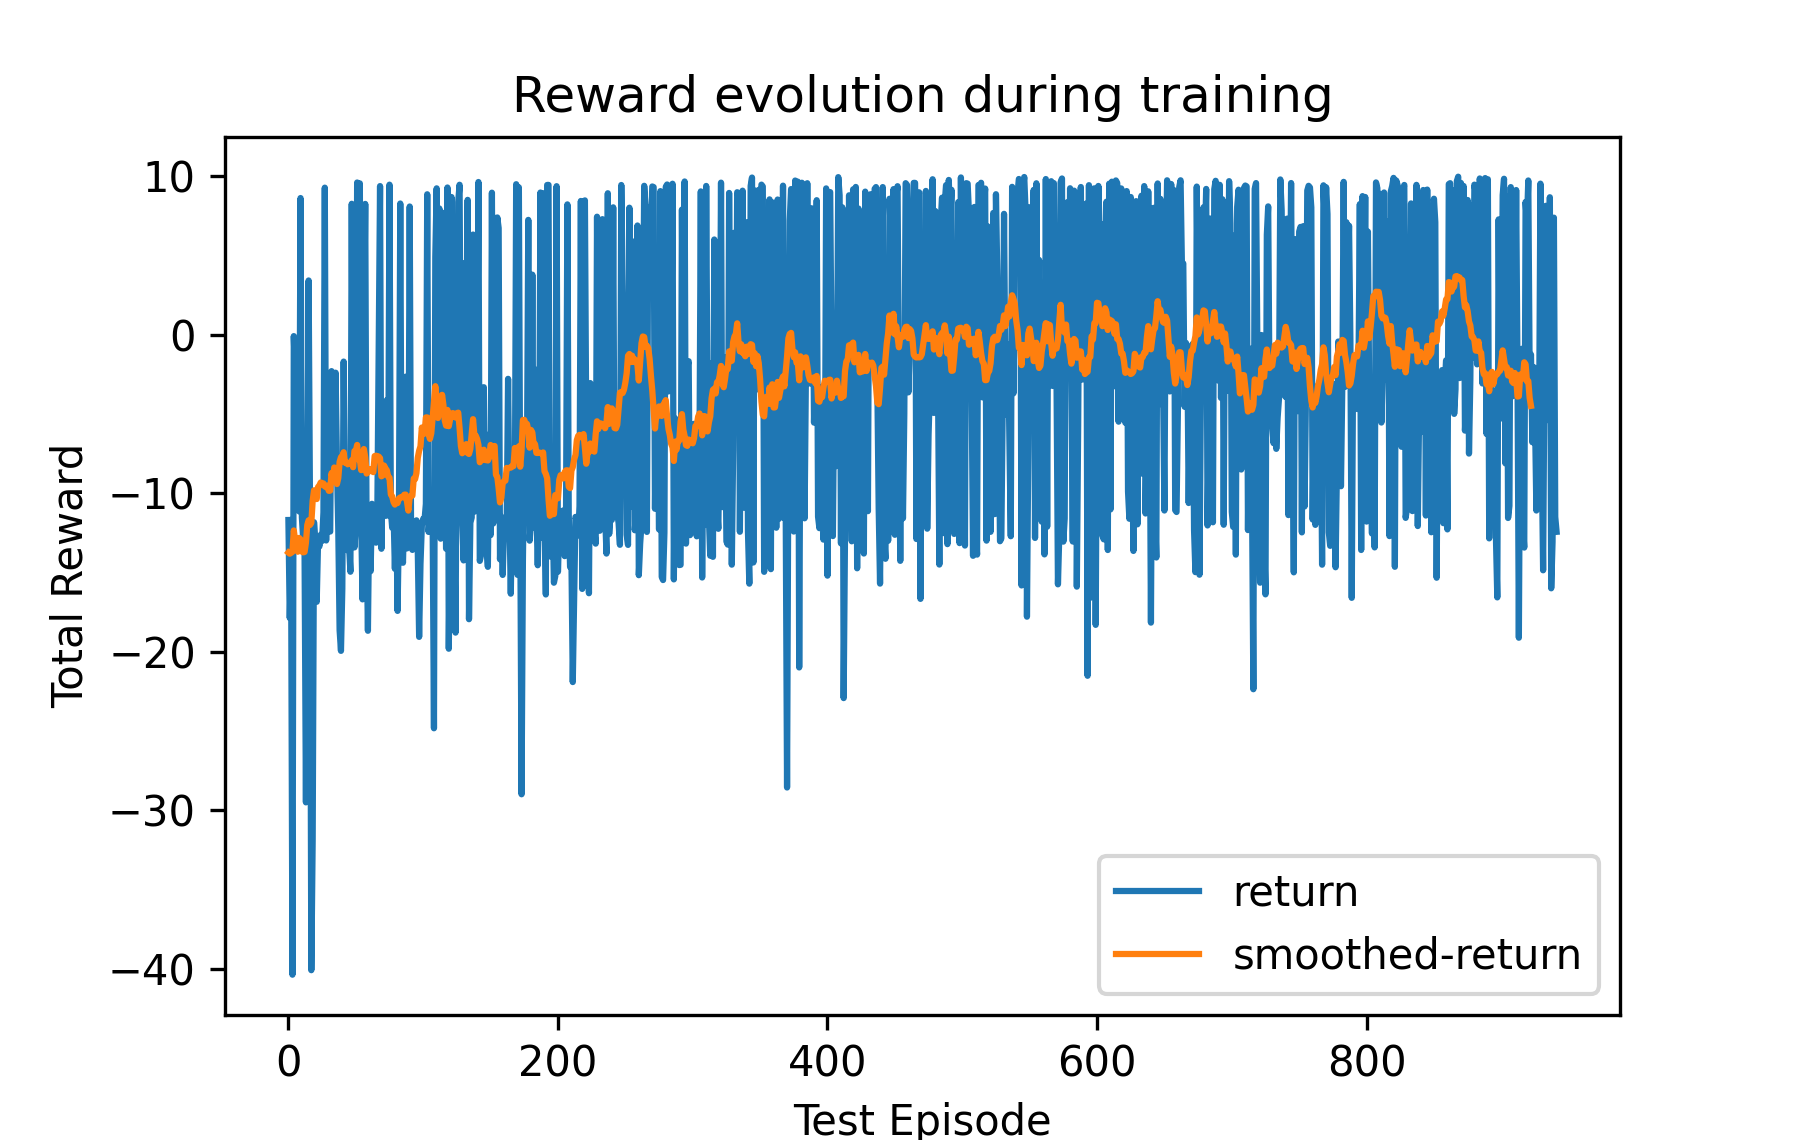 Reward evolution during training
Total Reward
10
0
−10
−20
−30
−40
0 200 400 600 800
Test Episode
return
smoothed-return